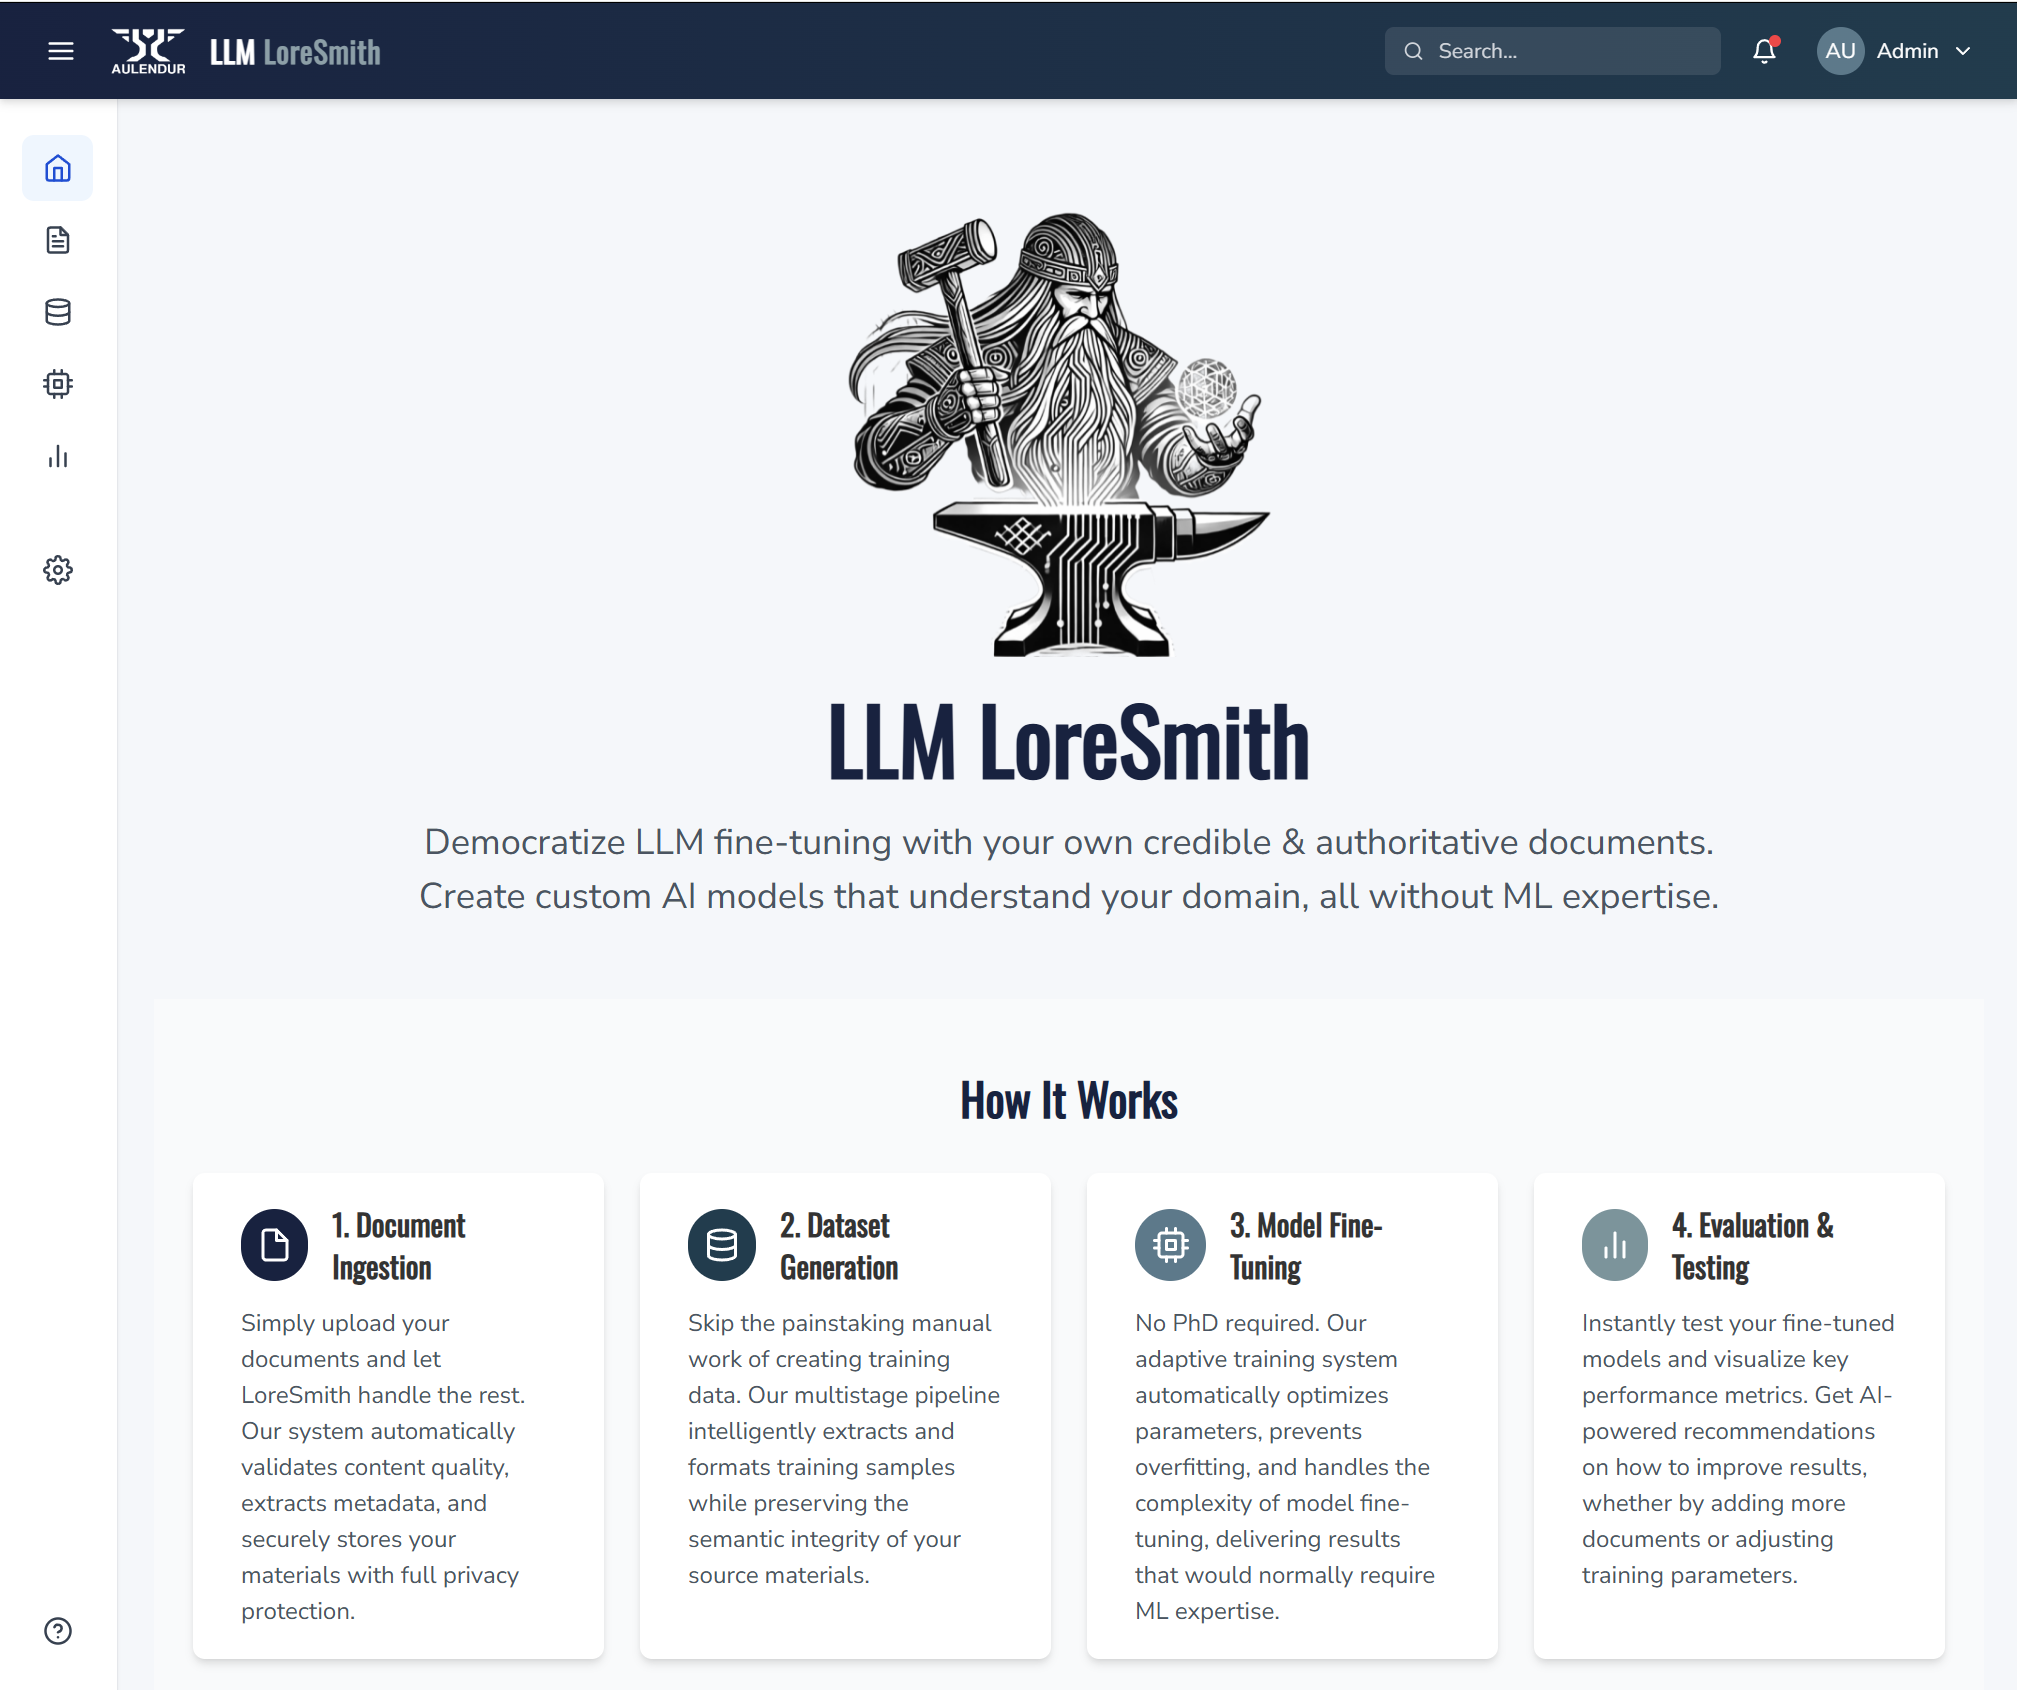 AULENDUR
LLM LoreSmith
Search...
AU
Admin
LLM LoreSmith
Democratize LLM fine-tuning with your own credible & authoritative documents.
Create custom AI models that understand your domain, all without ML expertise.
How It Works
1. Document
Ingestion
Simply upload your
documents and let
LoreSmith handle the rest.
Our system automatically
validates content quality,
extracts metadata, and
securely stores your
materials with full privacy
protection.
2. Dataset
Generation
Skip the painstaking manual
work of creating training
data. Our multistage pipeline
intelligently extracts and
formats training samples
while preserving the
semantic integrity of your
source materials.
3. Model Fine-
Tuning
No PhD required. Our
adaptive training system
automatically optimizes
parameters, prevents
overfitting, and handles the
complexity of model fine-
tuning, delivering results
that would normally require
ML expertise.
4. Evaluation &
Testing
Instantly test your fine-tuned
models and visualize key
performance metrics. Get AI-
powered recommendations
on how to improve results,
whether by adding more
documents or adjusting
training parameters.